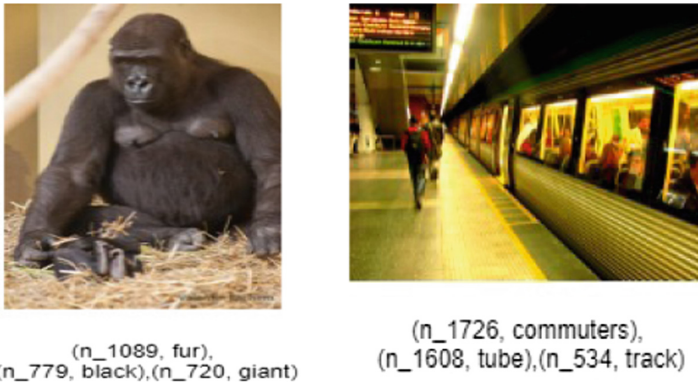 (n_1089, fur),
(n_779, black),(n_720, giant)
(n_1726, commuters),
(n_1608, tube),(n_534, track)